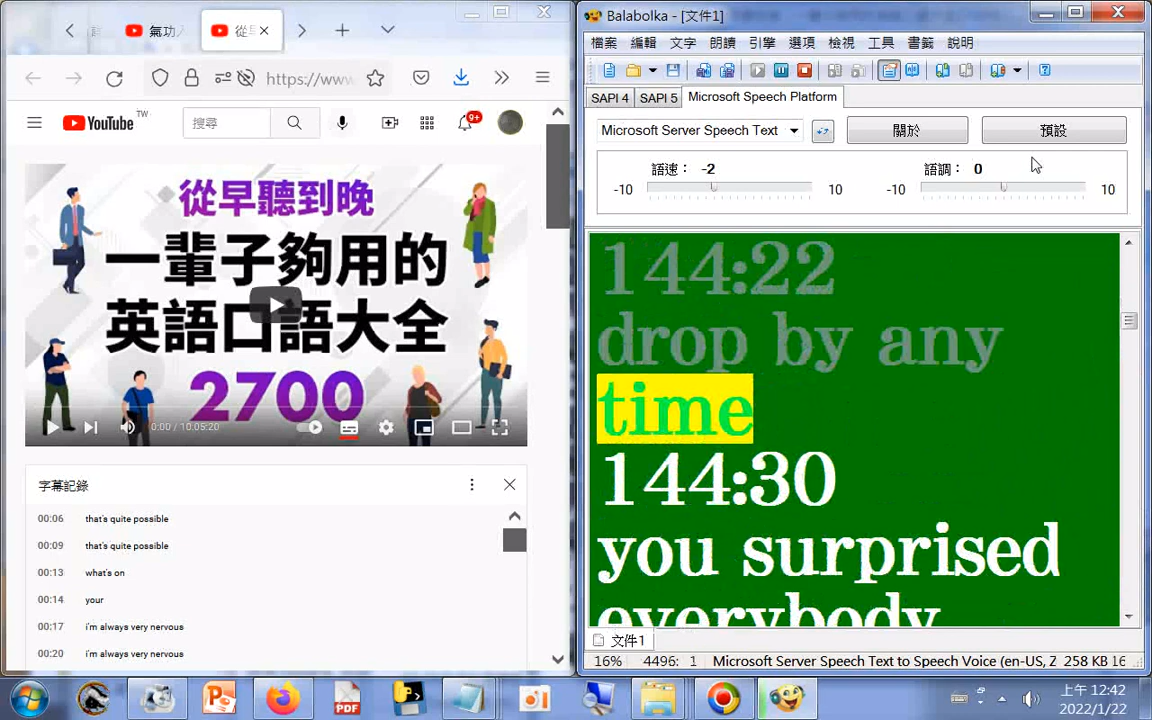 氣功
從
https://www
YouTube TW
搜尋
9+
從早聽到晚
一輩子夠用的
英語口語大全
2700
0:00 / 10:05:20
字幕記錄
00:06 that's quite possible
00:09 that's quite possible
00:13 what's on
00:14 your
00:17 i'm always very nervous
00:20 i'm always very nervous
Balabolka - [文件1]
檔案 編輯 文字 朗讀 引擎 選項 檢視 工具 書籤 說明
SAPI 4 SAPI 5 Microsoft Speech Platform
Microsoft Server Speech Text
關於
預設
語速： -2
語調： 0
-10 10
-10 10
144:22
drop by any
time
144:30
you surprised
everybody
文件1
16% 4496: 1 Microsoft Server Speech Text to Speech Voice (en-US, Z 258 KB 16
PDF
上午 12:42
2022/1/22